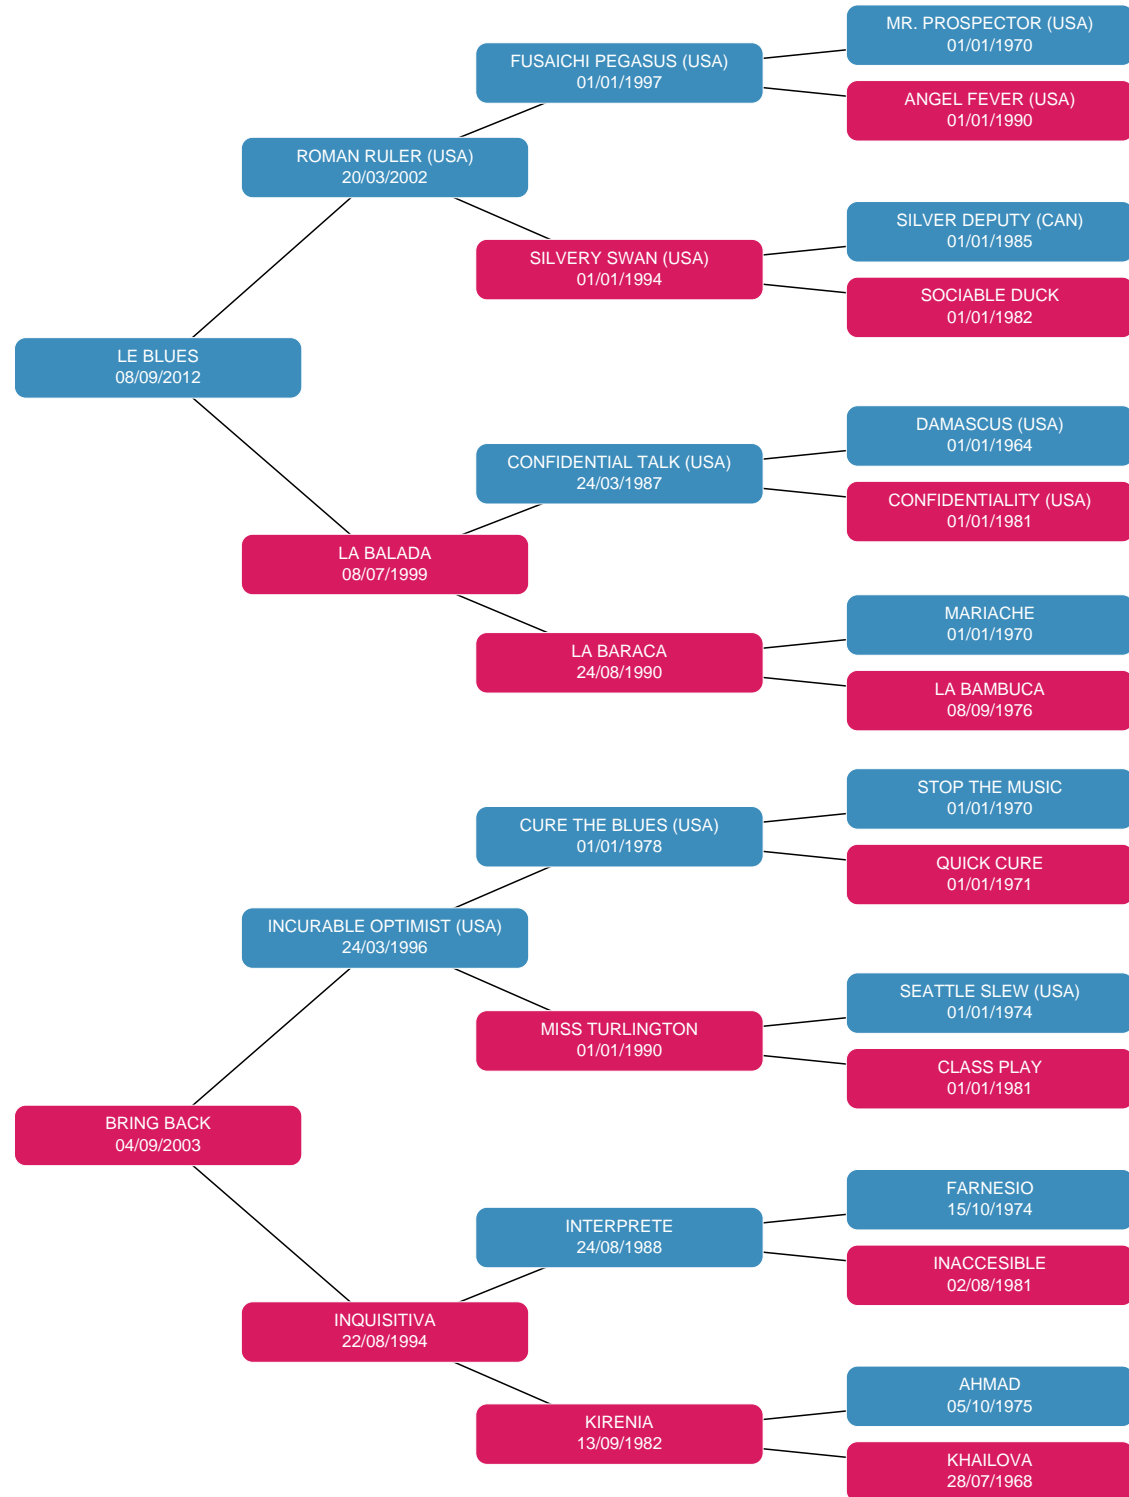 MR. PROSPECTOR (USA)
01/01/1970
FUSAICHI PEGASUS (USA)
01/01/1997
ANGEL FEVER (USA)
01/01/1990
ROMAN RULER (USA)
20/03/2002
SILVER DEPUTY (CAN)
01/01/1985
SILVERY SWAN (USA)
01/01/1994
SOCIABLE DUCK
01/01/1982
LE BLUES
08/09/2012
DAMASCUS (USA)
01/01/1964
CONFIDENTIAL TALK (USA)
24/03/1987
CONFIDENTIALITY (USA)
01/01/1981
LA BALADA
08/07/1999
MARIACHE
01/01/1970
LA BARACA
24/08/1990
LA BAMBUCA
08/09/1976
STOP THE MUSIC
01/01/1970
CURE THE BLUES (USA)
01/01/1978
QUICK CURE
01/01/1971
INCURABLE OPTIMIST (USA)
24/03/1996
SEATTLE SLEW (USA)
01/01/1974
MISS TURLINGTON
01/01/1990
CLASS PLAY
01/01/1981
BRING BACK
04/09/2003
FARNESIO
15/10/1974
INTERPRETE
24/08/1988
INACCESIBLE
02/08/1981
INQUISITIVA
22/08/1994
AHMAD
05/10/1975
KIRENIA
13/09/1982
KHAILOVA
28/07/1968